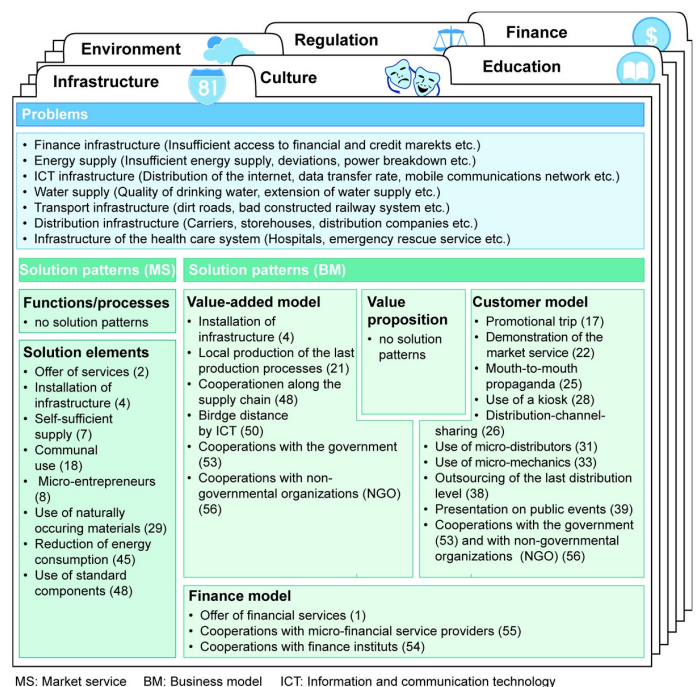 Finance
Regulation
Environment
Education
Culture
Infrastructure
$
81
Problems
• Finance infrastructure (Insufficient access to financial and credit marekts etc.)
• Energy supply (Insufficient energy supply, deviations, power breakdown etc.)
• ICT infrastructure (Distribution of the internet, data transfer rate, mobile communications network etc.)
• Water supply (Quality of drinking water, extension of water supply etc.)
• Transport infrastructure (dirt roads, bad constructed railway system etc.)
• Distribution infrastructure (Carriers, storehouses, distribution companies etc.)
• Infrastructure of the health care system (Hospitals, emergency rescue service etc.)
Solution patterns (MS)
Functions/processes
• no solution patterns
Solution elements
• Offer of services (2)
• Installation of
infrastructure (4)
• Self-sufficient
supply (7)
• Communal
use (18)
• Micro-entrepreneurs
(8)
• Use of naturally
occuring materials (29)
• Reduction of energy
consumption (45)
• Use of standard
components (48)
Solution patterns (BM)
Value-added model
• Installation of
infrastructure (4)
• Local production of the last
production processes (21)
• Cooperationen along the
supply chain (48)
• Birdge distance
by ICT (50)
• Cooperations with the government
(53)
• Cooperations with non-
governmental organizations (NGO)
(56)
Value
proposition
• no solution
patterns
Customer model
• Promotional trip (17)
• Demonstration of the
market service (22)
• Mouth-to-mouth
propaganda (25)
• Use of a kiosk (28)
• Distribution-channel-
sharing (26)
• Use of micro-distributors (31)
• Use of micro-mechanics (33)
• Outsourcing of the last distribution
level (38)
• Presentation on public events (39)
• Cooperations with the government
(53) and with non-governmental
organizations (NGO) (56)
Finance model
• Offer of financial services (1)
• Cooperations with micro-financial service providers (55)
• Cooperations with finance instituts (54)
MS: Market service BM: Business model ICT: Information and communication technology